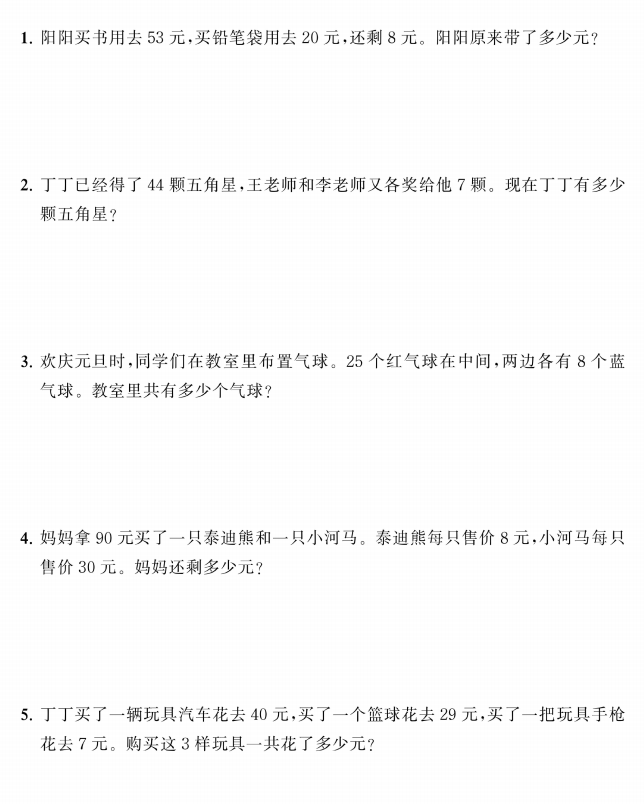 1. 阳阳买书用去 53 元,买铅笔袋用去 20 元,还剩 8 元。阳阳原来带了多少元?
2. 丁丁已经得了 44 颗五角星,王老师和李老师又各奖给他 7 颗。现在丁丁有多少
颗五角星?
3. 欢庆元旦时,同学们在教室里布置气球。25 个红气球在中间,两边各有 8 个蓝
气球。教室里共有多少个气球?
4. 妈妈拿 90 元买了一只泰迪熊和一只小河马。泰迪熊每只售价 8 元,小河马每只
售价 30 元。妈妈还剩多少元?
5. 丁丁买了一辆玩具汽车花去 40 元,买了一个篮球花去 29 元,买了一把玩具手枪
花去 7 元。购买这 3 样玩具一共花了多少元?